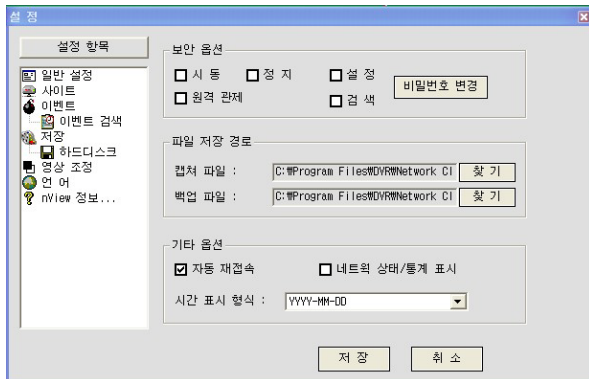 설 정
설정 항목
일반 설정
사이트
이벤트
이벤트 검색
저장
하드디스크
영상 조정
언 어
nView 정보...
보안 옵션
시 동
정 지
설 정
원격 관제
검 색
비밀번호 변경
파일 저장 경로
캡쳐 파일 :
C:₩Program Files₩DVR₩Network Cl
찾 기
백업 파일 :
C:₩Program Files₩DVR₩Network Cl
찾 기
기타 옵션
자동 재접속
네트웍 상태/통계 표시
시간 표시 형식 :
YYYY-MM-DD
저 장
취 소